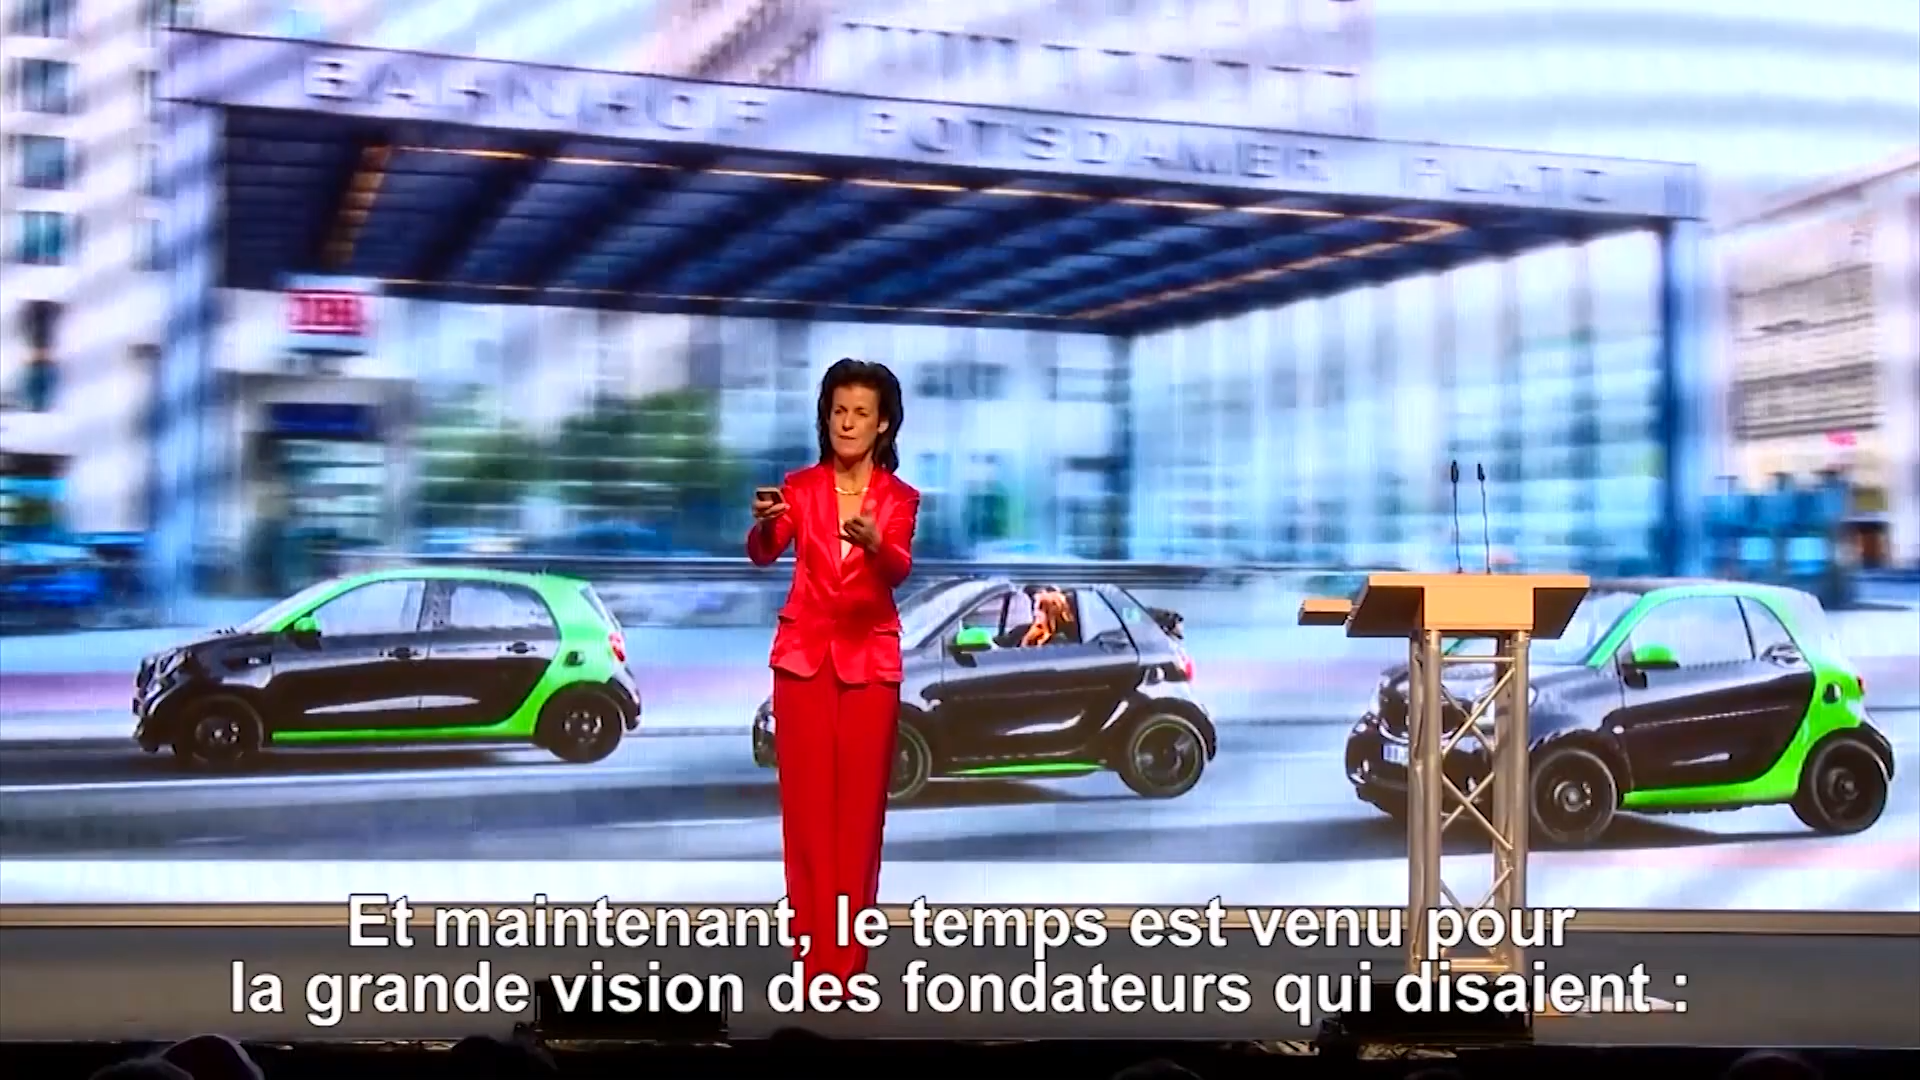 BAHNHOF POTSDAMER PLATZ
DB
Et maintenant, le temps est venu pour
la grande vision des fondateurs qui disaient :